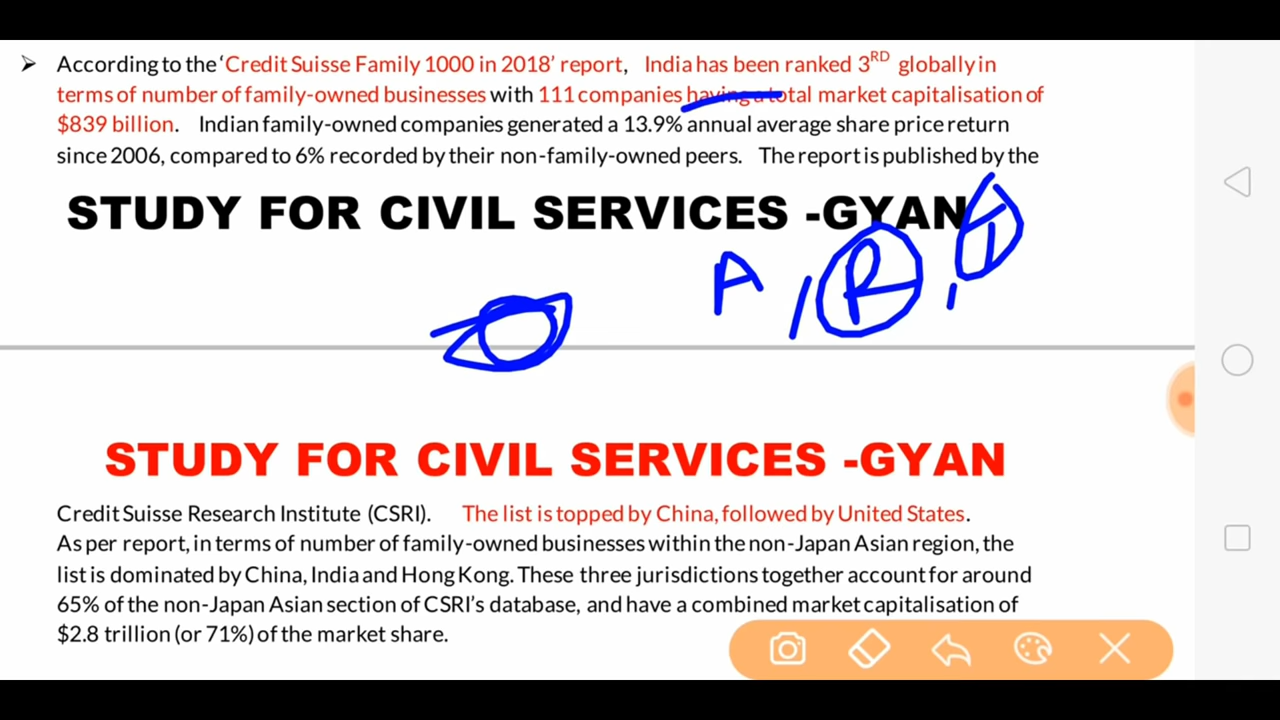 ➤ According to the ‘Credit Suisse Family 1000 in 2018’ report, India has been ranked 3RD globally in
terms of number of family-owned businesses with 111 companies having a total market capitalisation of
$839 billion. Indian family-owned companies generated a 13.9% annual average share price return
since 2006, compared to 6% recorded by their non-family-owned peers. The report is published by the
STUDY FOR CIVIL SERVICES -GYAN
A , R , I
STUDY FOR CIVIL SERVICES -GYAN
Credit Suisse Research Institute (CSRI). The list is topped by China, followed by United States.
As per report, in terms of number of family-owned businesses within the non-Japan Asian region, the
list is dominated by China, India and Hong Kong. These three jurisdictions together account for around
65% of the non-Japan Asian section of CSRI’s database, and have a combined market capitalisation of
$2.8 trillion (or 71%) of the market share.